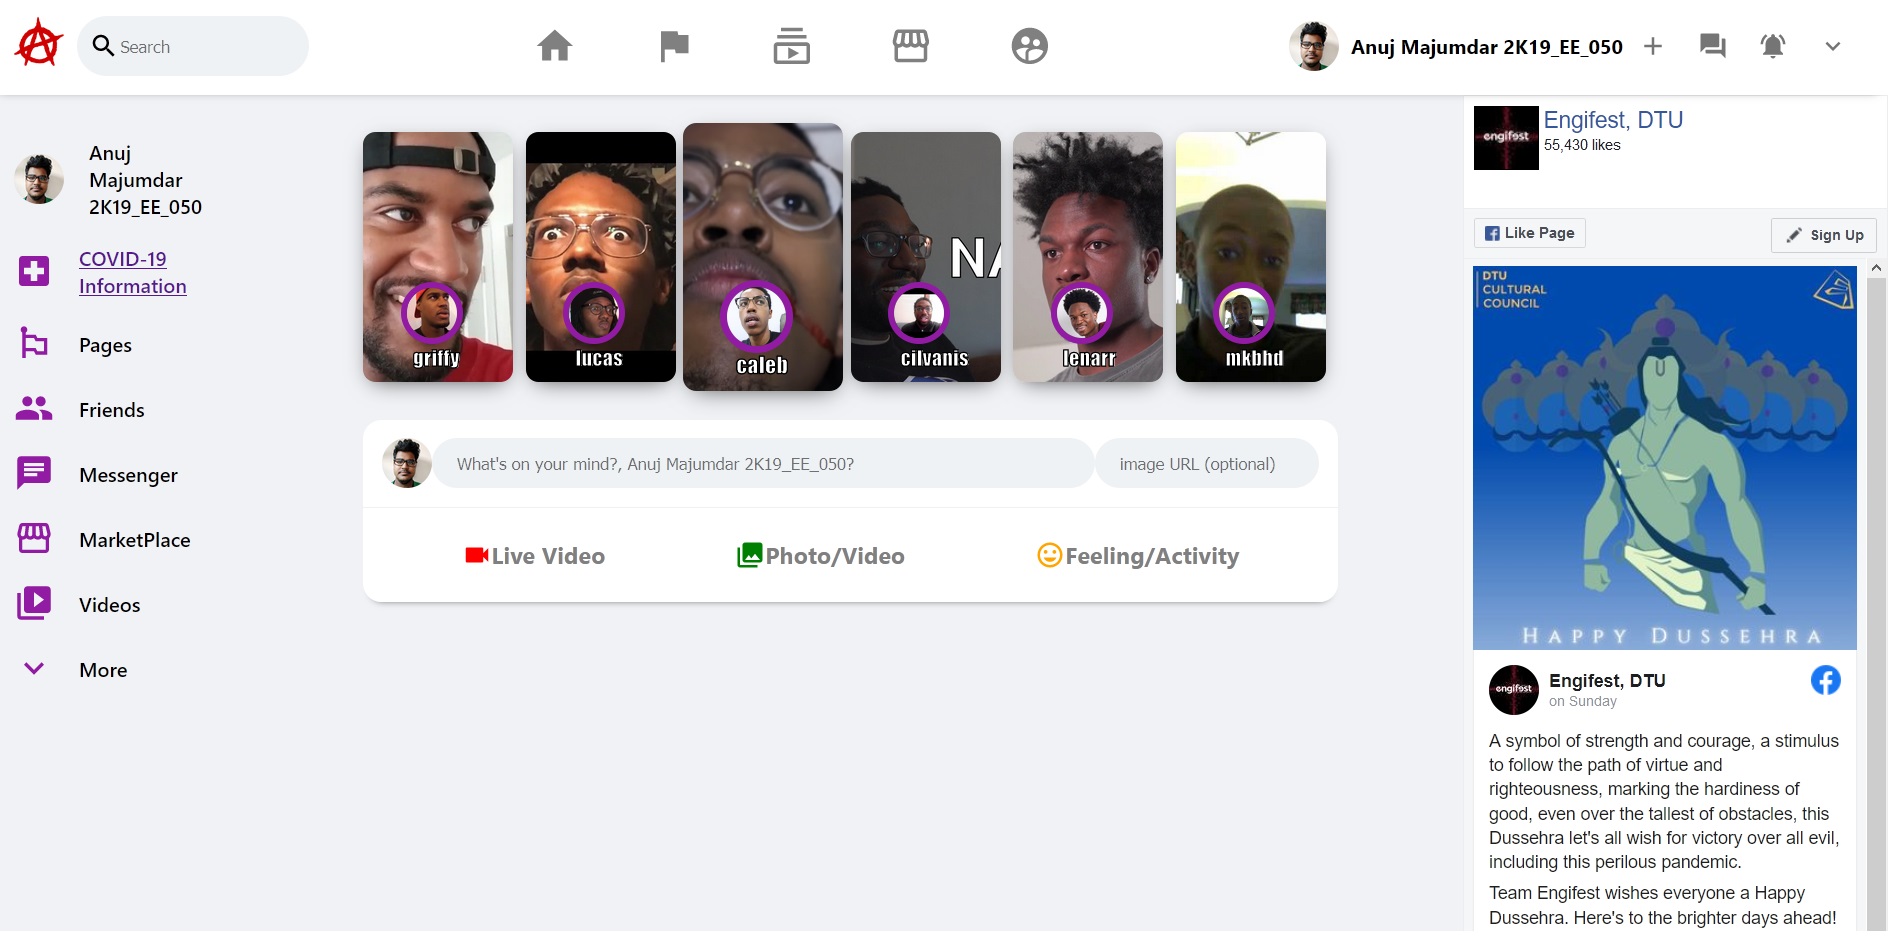 Search
Anuj Majumdar 2K19_EE_050
Anuj
Majumdar
2K19_EE_050
COVID-19
Information
Pages
Friends
Messenger
MarketPlace
Videos
More
griffy
lucas
caleb
NA
cilvanis
lenarr
mkbhd
What's on your mind?, Anuj Majumdar 2K19_EE_050?
image URL (optional)
Live Video
Photo/Video
Feeling/Activity
engifest
Engifest, DTU
55,430 likes
Like Page
Sign Up
DTU
CULTURAL
COUNCIL
HAPPY DUSSEHRA
engifest
Engifest, DTU
on Sunday
A symbol of strength and courage, a stimulus
to follow the path of virtue and
righteousness, marking the hardiness of
good, even over the tallest of obstacles, this
Dussehra let's all wish for victory over all evil,
including this perilous pandemic.
Team Engifest wishes everyone a Happy
Dussehra. Here's to the brighter days ahead!